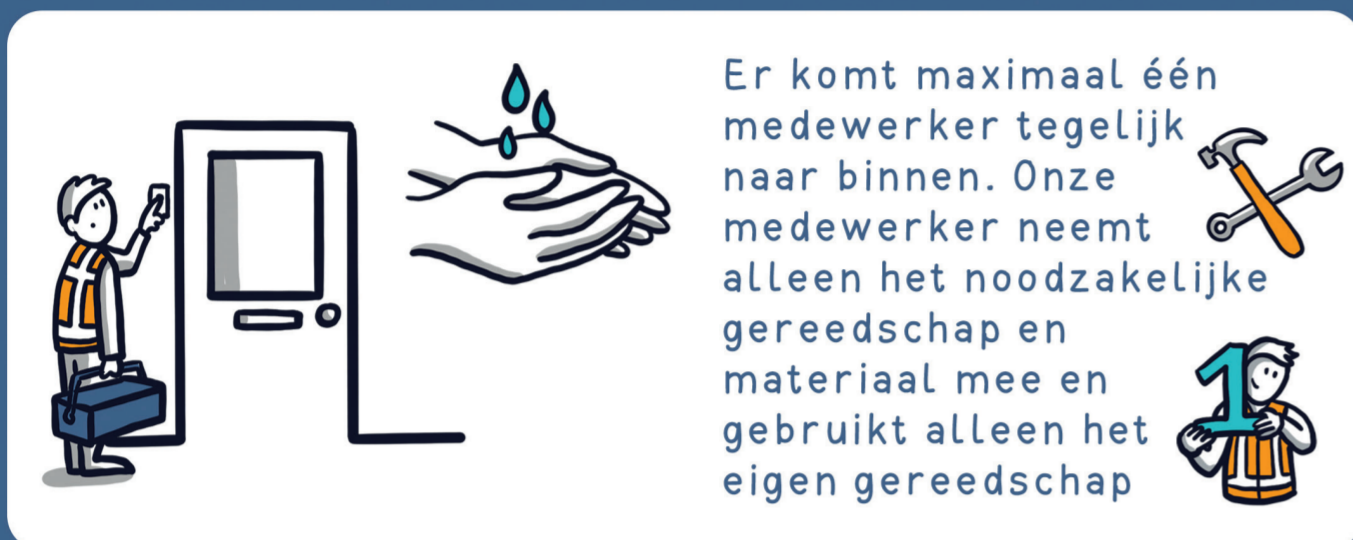 Er komt maximaal één
medewerker tegelijk
naar binnen. Onze
medewerker neemt
alleen het noodzakelijke
gereedschap en
materiaal mee en
gebruikt alleen het
eigen gereedschap
1